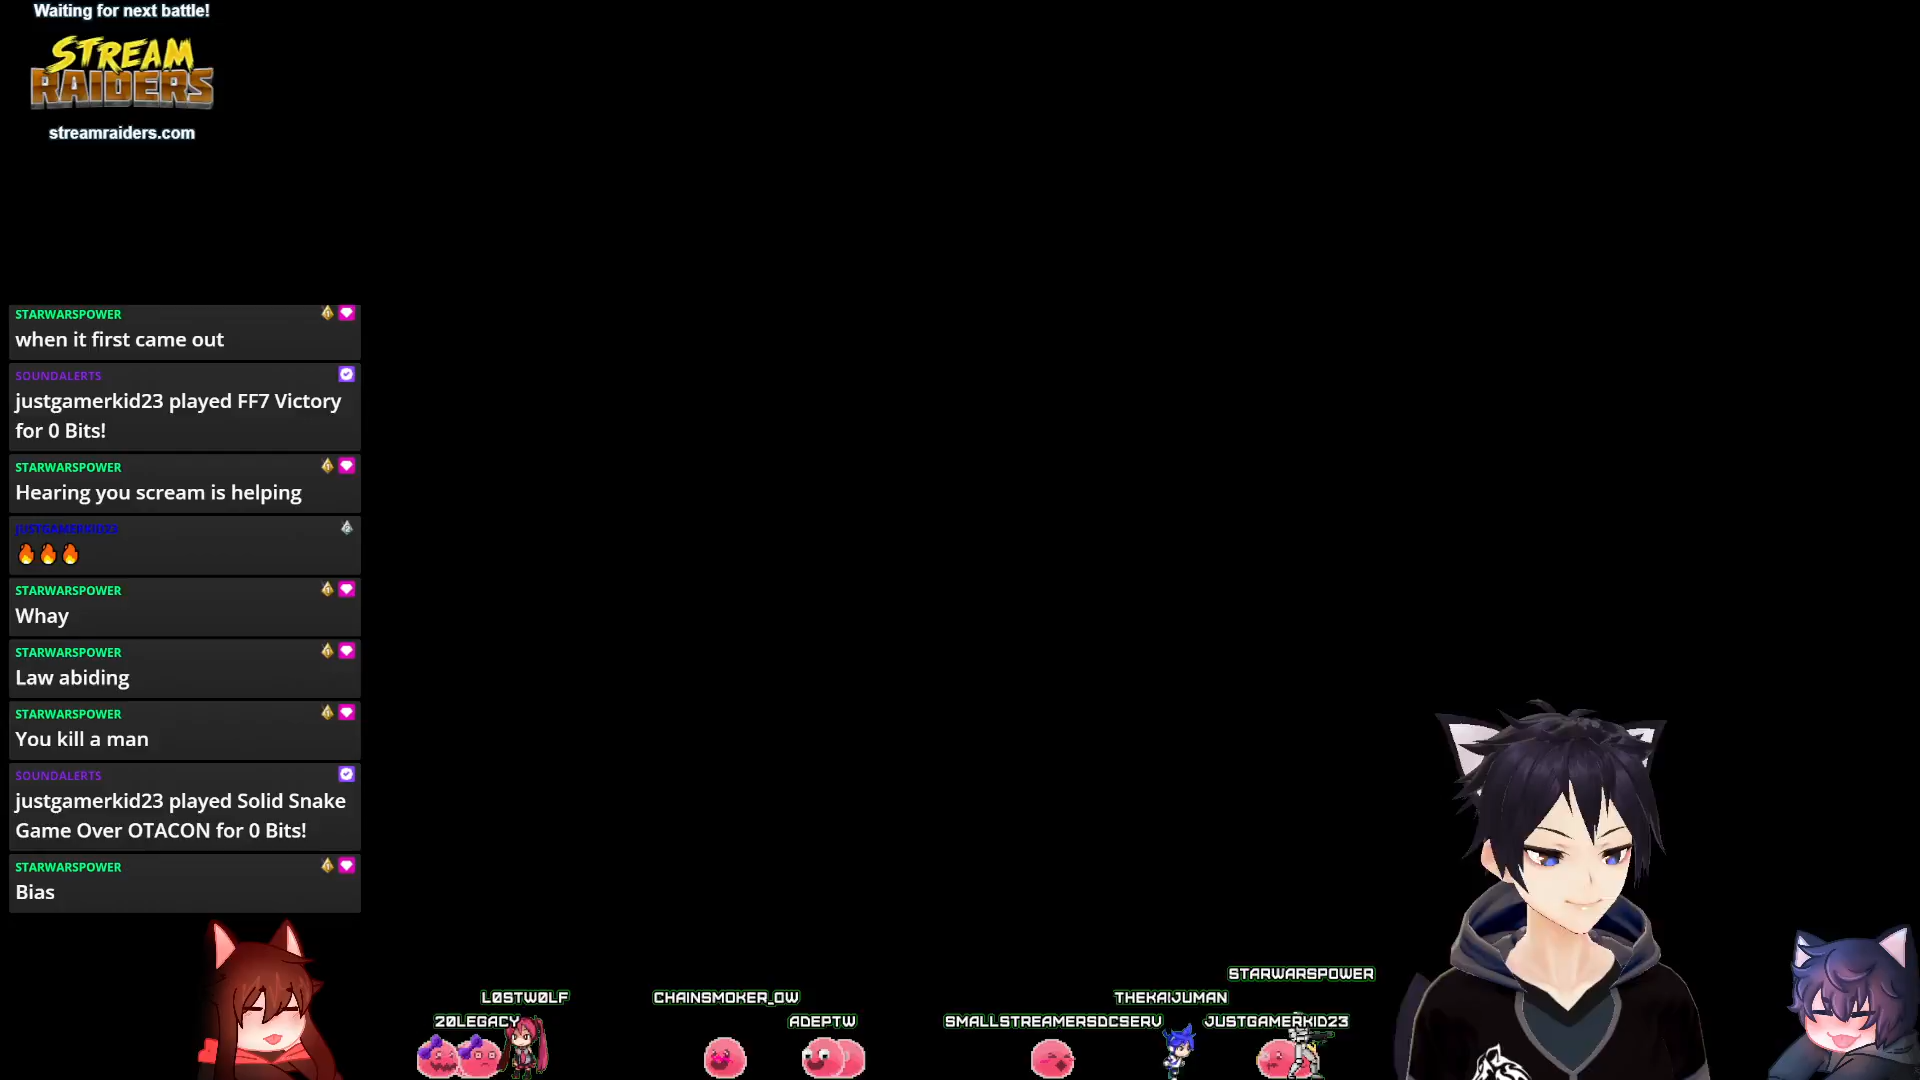 Waiting for next battle!
STREAM
RAIDERS
streamraiders.com
STARWARSPOWER
when it first came out
SOUNDALERTS
justgamerkid23 played FF7 Victory
for 0 Bits!
STARWARSPOWER
Hearing you scream is helping
JUSTGAMERKID23
🔥🔥🔥
STARWARSPOWER
Whay
STARWARSPOWER
Law abiding
STARWARSPOWER
You kill a man
SOUNDALERTS
justgamerkid23 played Solid Snake
Game Over OTACON for 0 Bits!
STARWARSPOWER
Bias
STARWARSPOWER
L0STW0LF
CHAINSMOKER_OW
THEKAIJUMAN
20LEGACY
ADEPTW
SMALLSTREAMERSDCSERV
JUSTGAMERKID23